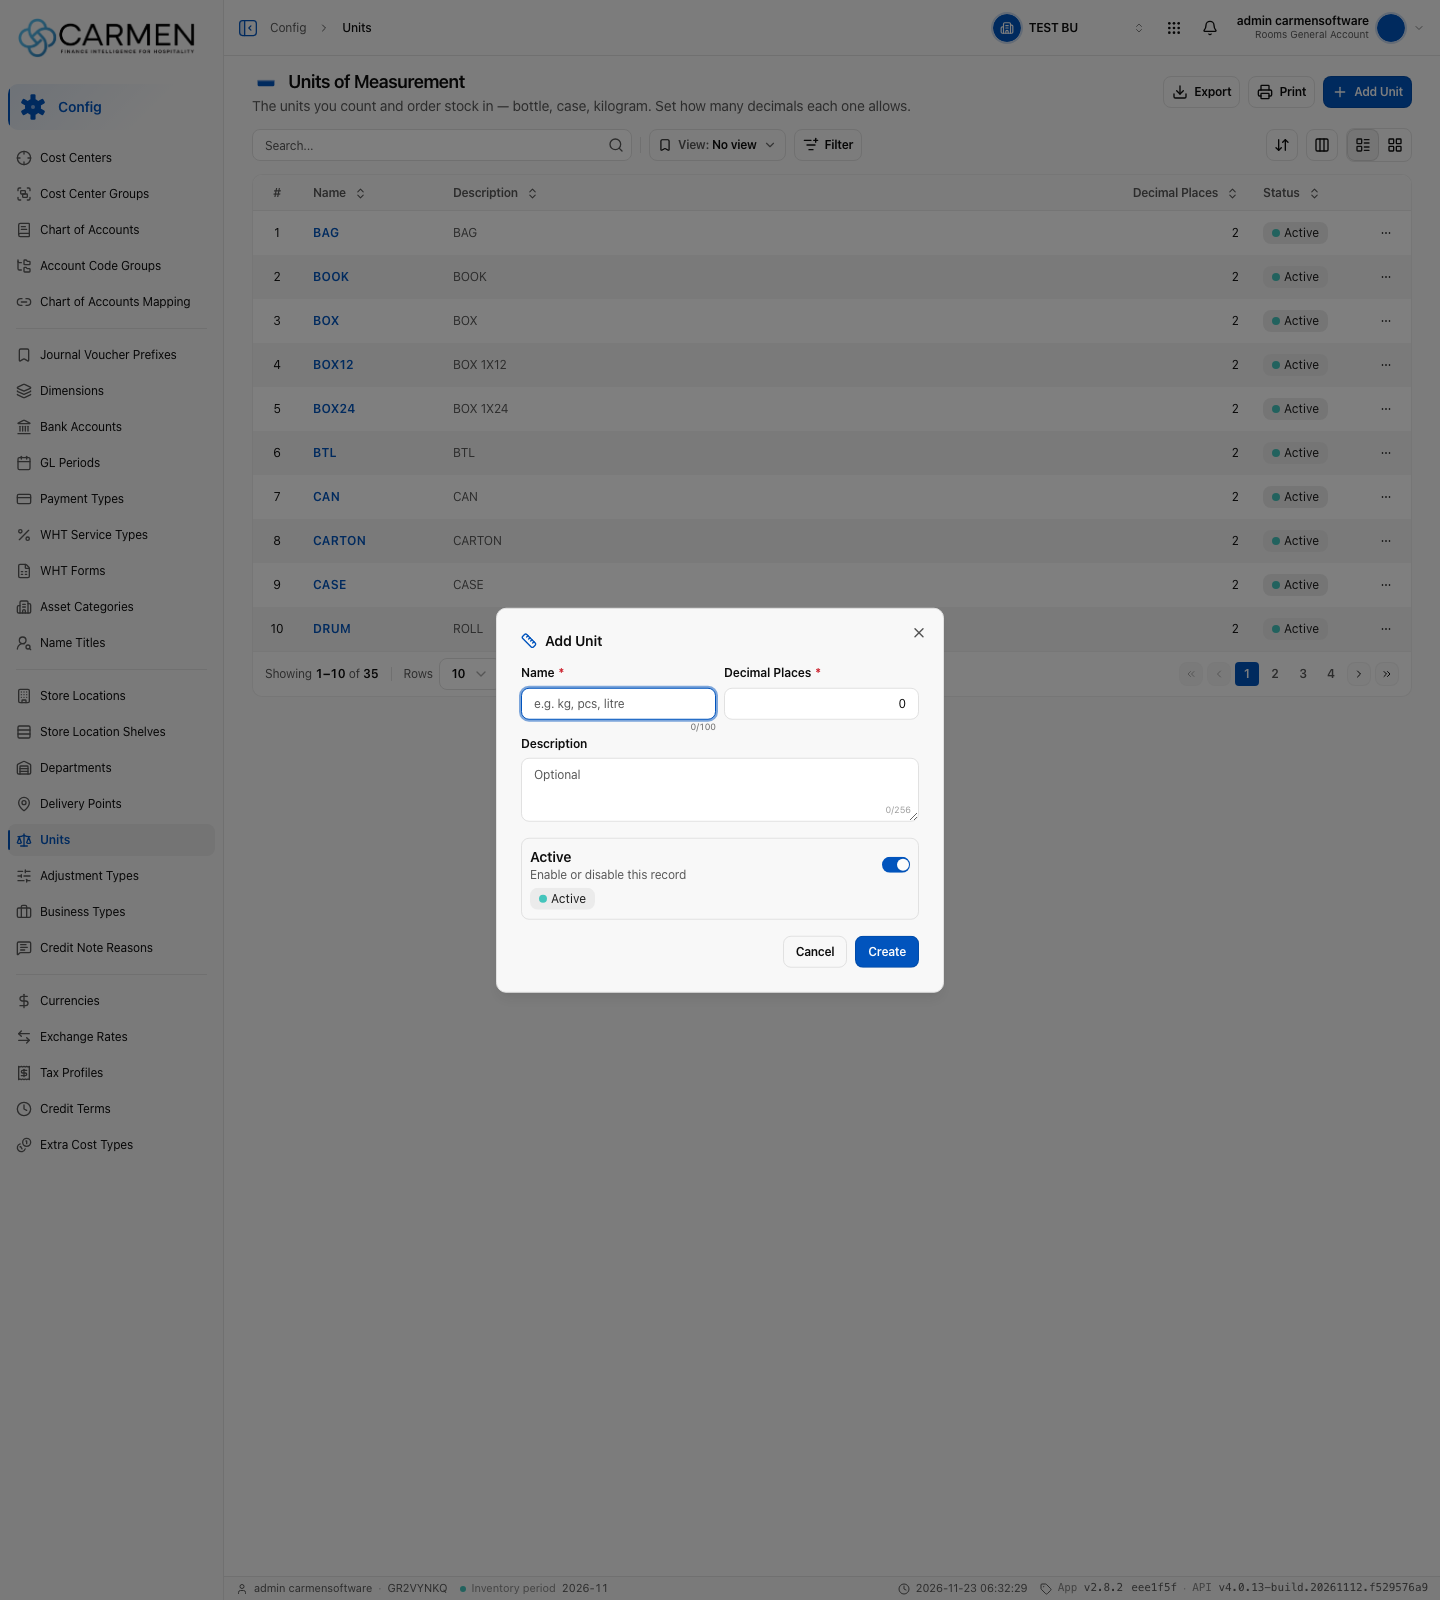 CARMEN
FINANCE INTELLIGENCE FOR HOSPITALITY
Config
Cost Centers
Cost Center Groups
Chart of Accounts
Account Code Groups
Chart of Accounts Mapping
Journal Voucher Prefixes
Dimensions
Bank Accounts
GL Periods
Payment Types
WHT Service Types
WHT Forms
Asset Categories
Name Titles
Store Locations
Store Location Shelves
Departments
Delivery Points
Units
Adjustment Types
Business Types
Credit Note Reasons
Currencies
Exchange Rates
Tax Profiles
Credit Terms
Extra Cost Types
Config > Units
TEST BU
admin carmensoftware
Rooms General Account
Units of Measurement
The units you count and order stock in — bottle, case, kilogram. Set how many decimals each one allows.
Export Print Add Unit
Search... View: No view Filter
# Name Description Decimal Places Status
1 BAG BAG 2 Active
2 BOOK BOOK 2 Active
3 BOX BOX 2 Active
4 BOX12 BOX 1X12 2 Active
5 BOX24 BOX 1X24 2 Active
6 BTL BTL 2 Active
7 CAN CAN 2 Active
8 CARTON CARTON 2 Active
9 CASE CASE 2 Active
10 DRUM ROLL 2 Active
Showing 1–10 of 35 Rows 10 « ‹ 1 2 3 4 › »
Add Unit
Name * Decimal Places *
e.g. kg, pcs, litre 0
0/100
Description
Optional
0/256
Active
Enable or disable this record
Active
Cancel Create
admin carmensoftware · GR2VYNKQ Inventory period 2026-11
2026-11-23 06:32:29 App v2.8.2 eee1f5f · API v4.0.13-build.20261112.f529576a9